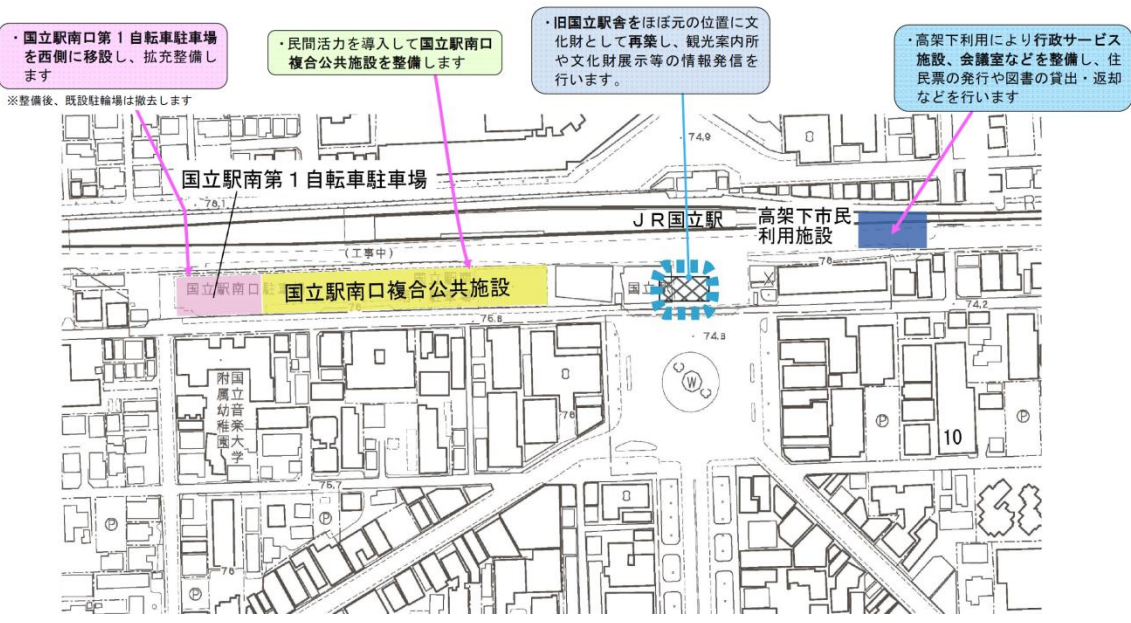 ・国立駅南口第1自転車駐車場
を西側に移設し、拡充整備し
ます
※整備後、既設駐輪場は撤去します
・民間活力を導入して国立駅南口
複合公共施設を整備します
・旧国立駅舎をほぼ元の位置に文
化財として再築し、観光案内所
や文化財展示等の情報発信を
行います。
・高架下利用により行政サービス
施設、会議室などを整備し、住
民票の発行や図書の貸出・返却
などを行います
74.9
国立駅南第1自転車駐車場
78.1
JR国立駅
高架下市民
利用施設
J R
(工事中)
78
国立駅南口駐車
国立駅南口複合公共施設
国立
78
76.8
74.2
74.8
W
国立音楽大学
附属幼稚園
78
P
P
10
76.7
P
P
P
P
78